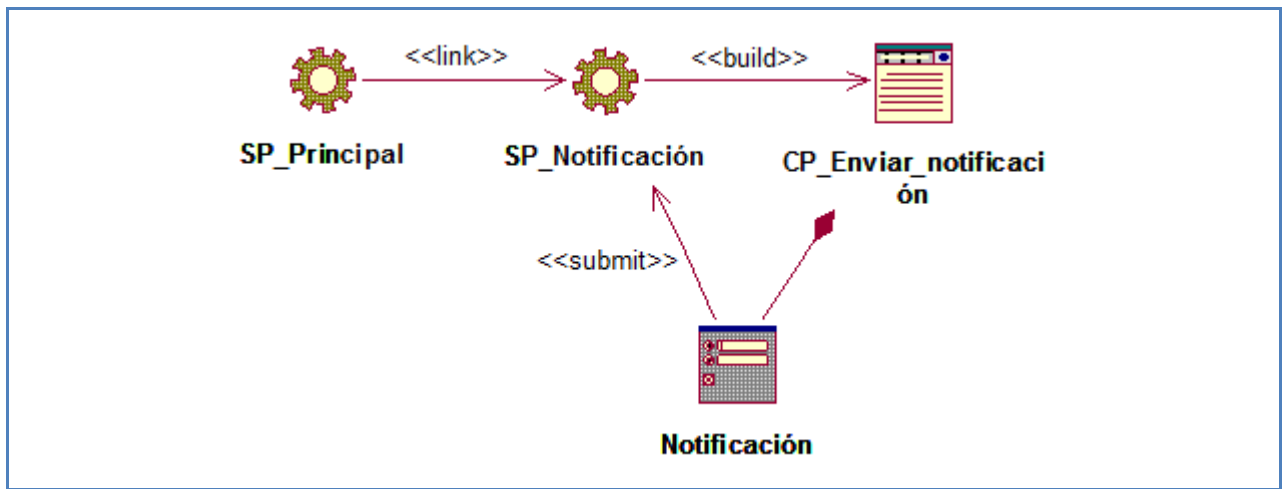 <<link>>
<<build>>
SP_Principal
SP_Notificación
CP_Enviar_notificaci
ón
<<submit>>
Notificación